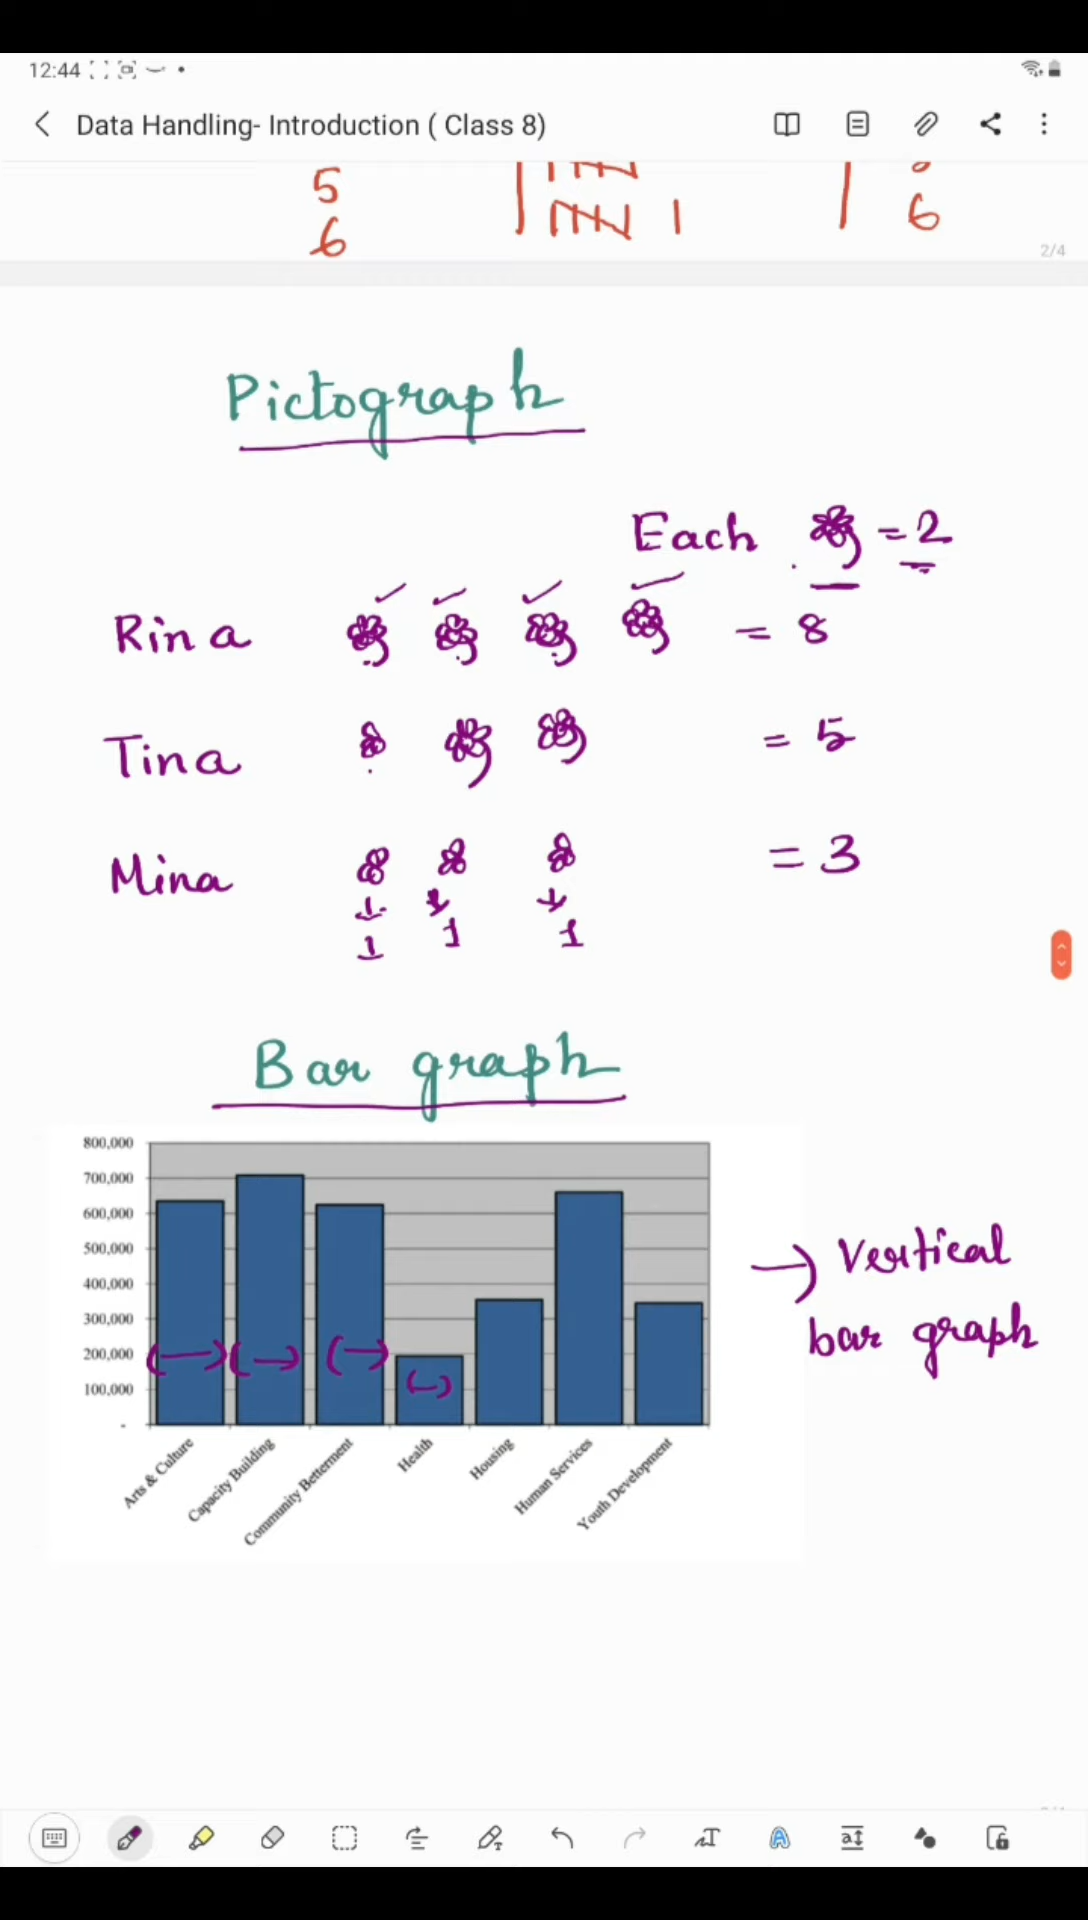 12:44
Data Handling- Introduction ( Class 8)
5
6 1 6
2/4
Pictograph
Each = 2
Rina = 8
Tina = 5
Mina = 3
1 1 1
Bar graph
800,000
700,000
600,000
500,000
400,000
300,000
200,000
100,000
-
Arts & Culture
Capacity Building
Community Betterment
Health
Housing
Human Services
Youth Development
→ Vertical
bar graph